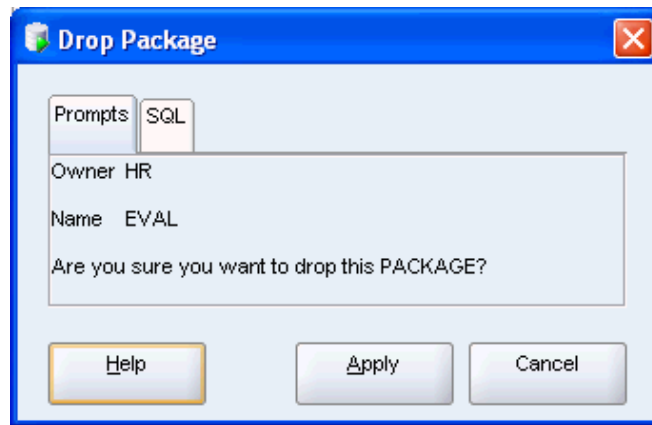 Drop Package
Prompts SQL
Owner HR
Name EVAL
Are you sure you want to drop this PACKAGE?
Help Apply Cancel